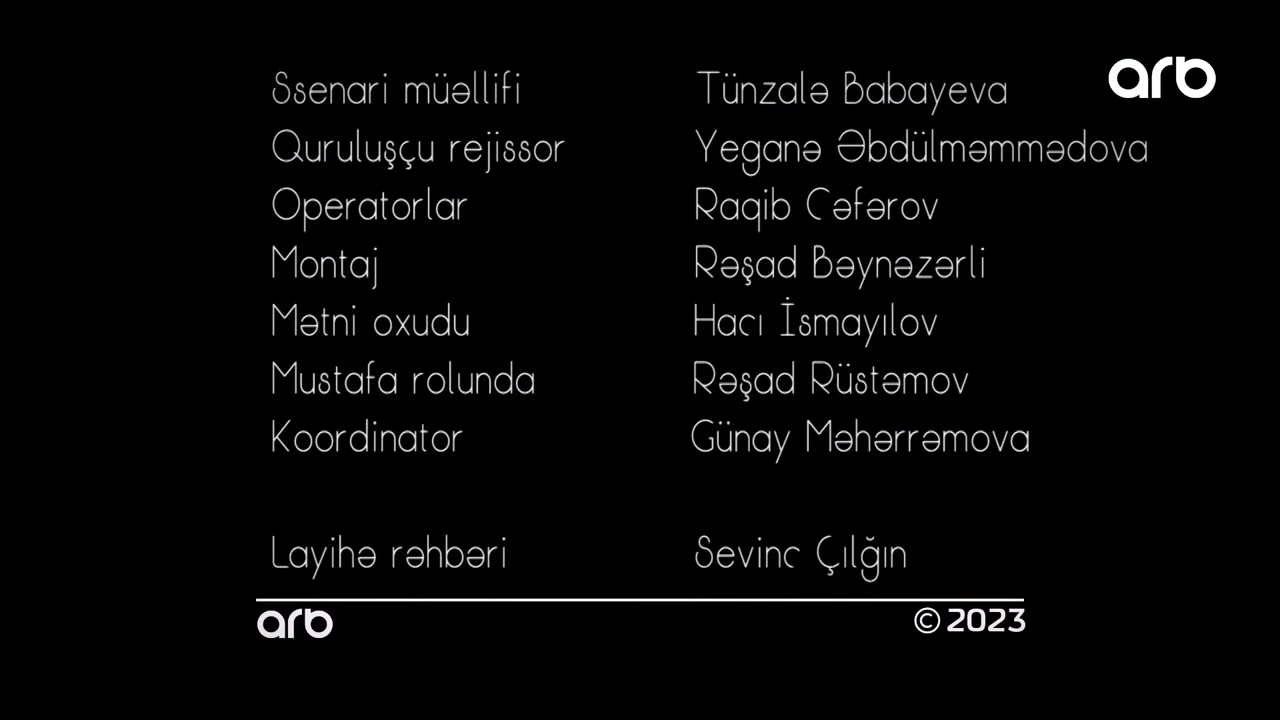 arb
Ssenari müəllifi Tünzalə Babayeva
Quruluşçu rejissor Yeganə Əbdülməmmədova
Operatorlar Raqib Cəfərov
Montaj Rəşad Bəynəzərli
Mətni oxudu Hacı İsmayılov
Mustafa rolunda Rəşad Rüstəmov
Koordinator Günay Məhərrəmova
Layihə rəhbəri Sevinc Çılğın
arb © 2023